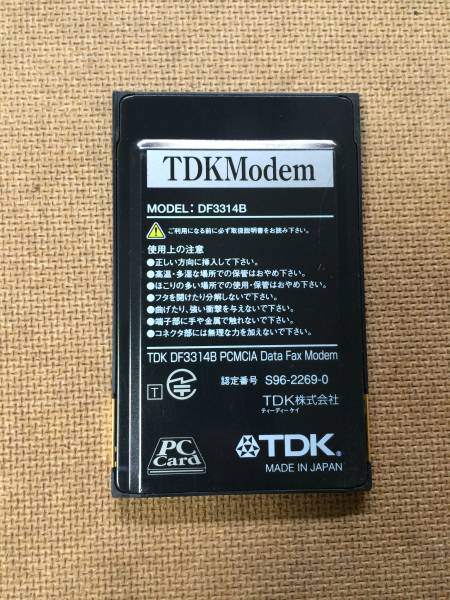 TDKModem
MODEL: DF3314B
ご利用になる前に必ず取扱説明書をお読み下さい。
使用上の注意
●正しい方向に挿入して下さい。
●高温・多湿な場所での保管はおやめ下さい。
●ほこりの多い場所での使用・保管はおやめ下さい。
●フタを開けたり分解しないで下さい。
●曲げたり、強い衝撃を与えないで下さい。
●端子部に手や金属で触れないで下さい。
●コネクタ部には無理な力を加えないで下さい。
TDK DF3314B PCMCIA Data Fax Modem
T 認定番号 S96-2269-0
TDK株式会社
ティーディーケイ
PC Card
TDK®
MADE IN JAPAN